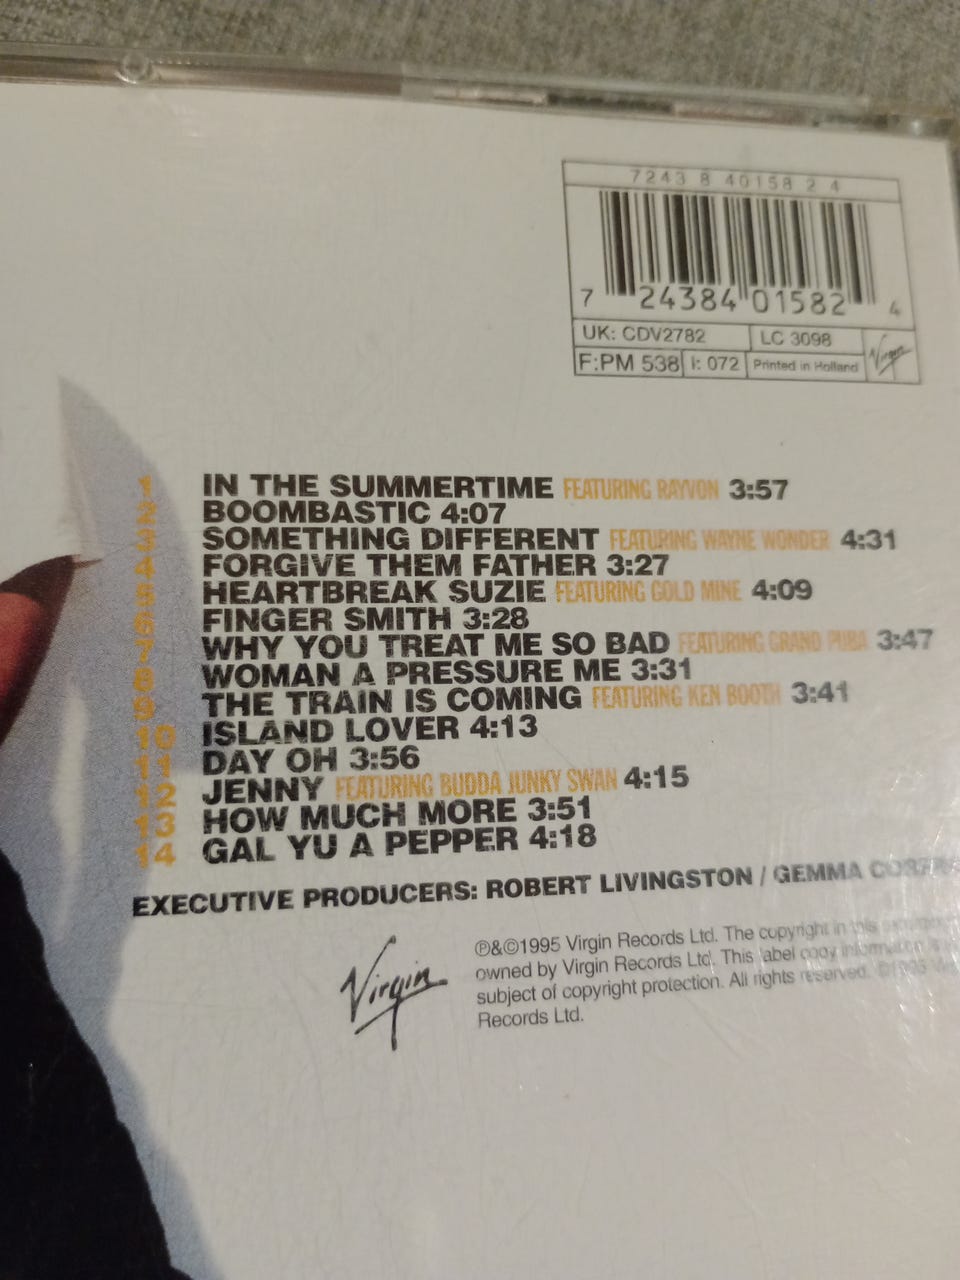 7243 8 40158 2 4
7 24384 01582 4
UK: CDV2782 LC 3098
F:PM 538 I: 072 Printed in Holland Virgin
1 IN THE SUMMERTIME FEATURING RAYVON 3:57
2 BOOMBASTIC 4:07
3 SOMETHING DIFFERENT FEATURING WAYNE WONDER 4:31
4 FORGIVE THEM FATHER 3:27
5 HEARTBREAK SUZIE FEATURING GOLD MINE 4:09
6 FINGER SMITH 3:28
7 WHY YOU TREAT ME SO BAD FEATURING GRAND PUBA 3:47
8 WOMAN A PRESSURE ME 3:31
9 THE TRAIN IS COMING FEATURING KEN BOOTH 3:41
10 ISLAND LOVER 4:13
11 DAY OH 3:56
12 JENNY FEATURING BUDDA JUNKY SWAN 4:15
13 HOW MUCH MORE 3:51
14 GAL YU A PEPPER 4:18
EXECUTIVE PRODUCERS: ROBERT LIVINGSTON / GEMMA
Virgin
℗&©1995 Virgin Records Ltd. The copyright in this
owned by Virgin Records Ltd. This label copy information is
subject of copyright protection. All rights reserved. ©1995
Records Ltd.